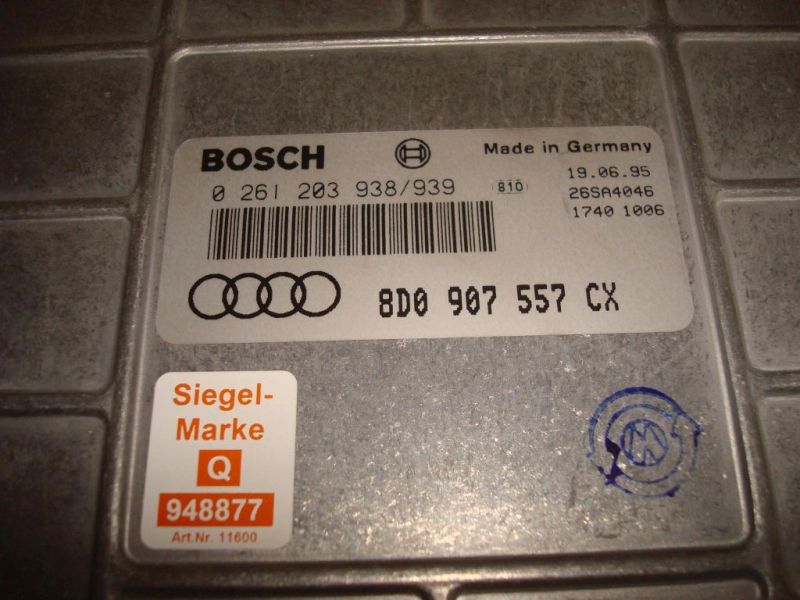 BOSCH
Made in Germany
0 261 203 938/939
810
19.06.95
26SA4046
1740 1006
8D0 907 557 CX
Siegel-
Marke
Q
948877
Art.Nr. 11600